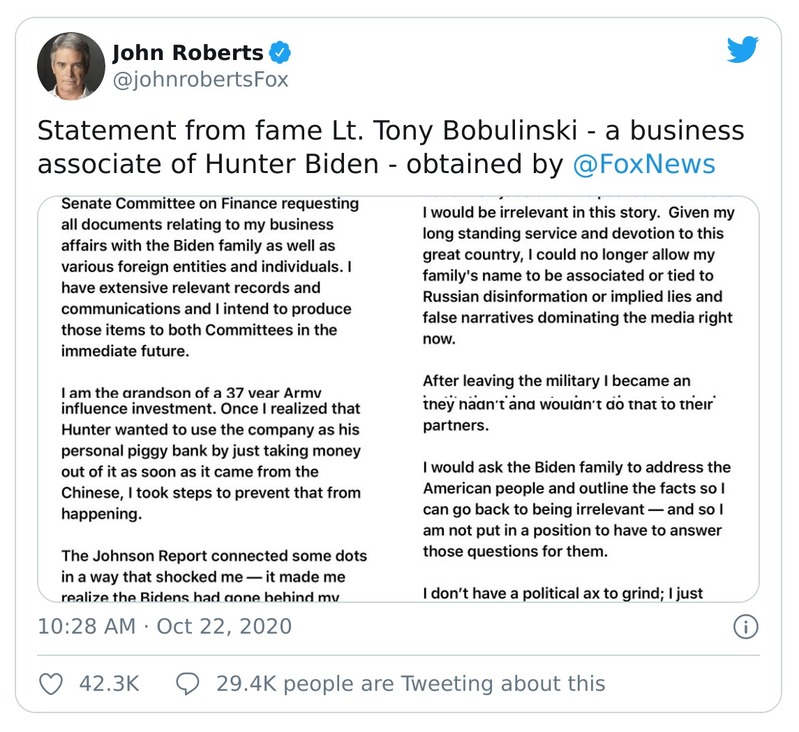 John Roberts
@johnrobertsFox
Statement from fame Lt. Tony Bobulinski - a business
associate of Hunter Biden - obtained by @FoxNews
Senate Committee on Finance requesting
all documents relating to my business
affairs with the Biden family as well as
various foreign entities and individuals. I
have extensive relevant records and
communications and I intend to produce
those items to both Committees in the
immediate future.
I am the grandson of a 37 year Army
I would be irrelevant in this story.  Given my
long standing service and devotion to this
great country, I could no longer allow my
family's name to be associated or tied to
Russian disinformation or implied lies and
false narratives dominating the media right
now.
After leaving the military I became an
influence investment. Once I realized that
Hunter wanted to use the company as his
personal piggy bank by just taking money
out of it as soon as it came from the
Chinese, I took steps to prevent that from
happening.
The Johnson Report connected some dots
in a way that shocked me — it made me
realize the Bidens had gone behind my
they hadn't and wouldn't do that to their
partners.
I would ask the Biden family to address the
American people and outline the facts so I
can go back to being irrelevant — and so I
am not put in a position to have to answer
those questions for them.
I don't have a political ax to grind; I just
10:28 AM · Oct 22, 2020
42.3K
29.4K people are Tweeting about this